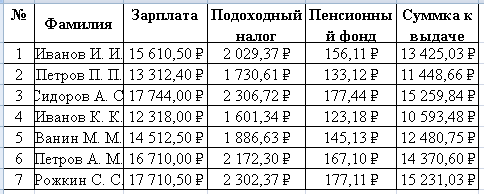 № Фамилия Зарплата Подоходный налог Пенсионны й фонд Суммка к выдаче
1 Иванов И. И. 15 610,50 ₽ 2 029,37 ₽ 156,11 ₽ 13 425,03 ₽
2 Петров П. П. 13 312,40 ₽ 1 730,61 ₽ 133,12 ₽ 11 448,66 ₽
3 Сидоров А. С 17 744,00 ₽ 2 306,72 ₽ 177,44 ₽ 15 259,84 ₽
4 Иванов К. К. 12 318,00 ₽ 1 601,34 ₽ 123,18 ₽ 10 593,48 ₽
5 Ванин М. М. 14 512,50 ₽ 1 886,63 ₽ 145,13 ₽ 12 480,75 ₽
6 Петров А. М. 16 710,00 ₽ 2 172,30 ₽ 167,10 ₽ 14 370,60 ₽
7 Рожкин С. С. 17 710,50 ₽ 2 302,37 ₽ 177,11 ₽ 15 231,03 ₽